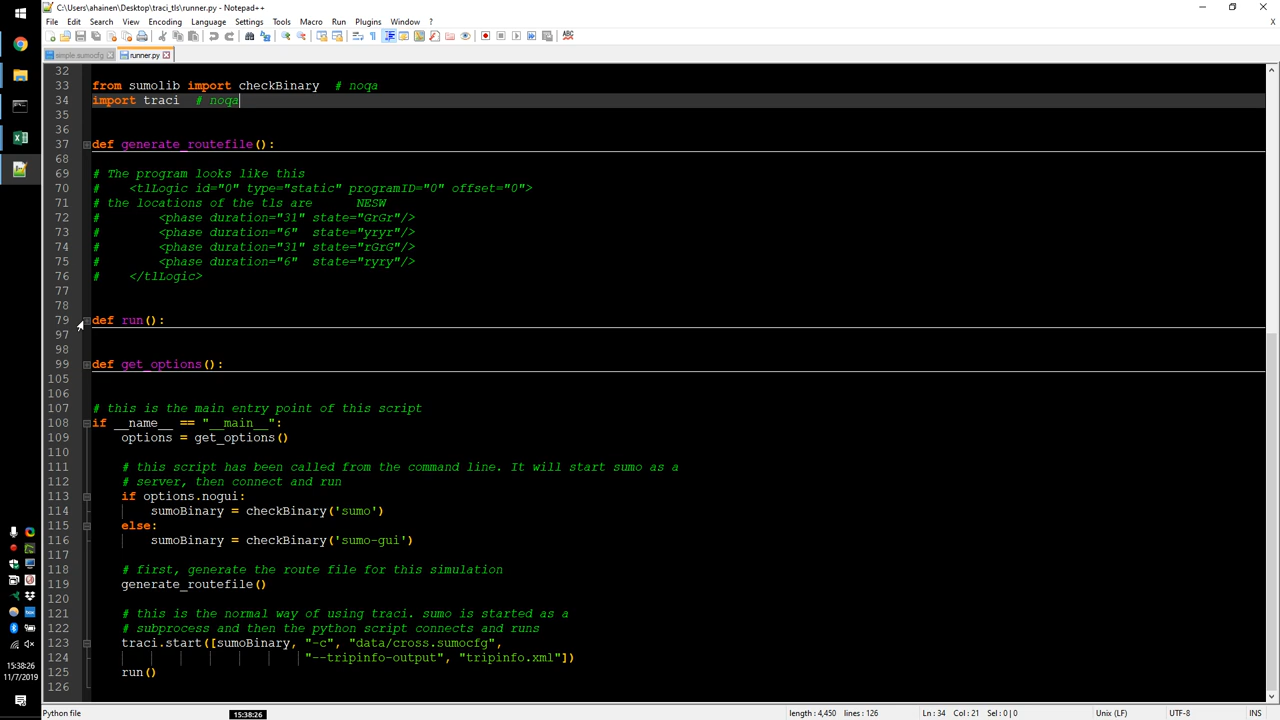 C:\Users\ahainen\Desktop\traci_tls\runner.py - Notepad++
File Edit Search View Encoding Language Settings Tools Macro Run Plugins Window ? X
simple.sumocfg runner.py
32
33 from sumolib import checkBinary  # noqa
34 import traci  # noqa
35
36
37 def generate_routefile():
68
69 # The program looks like this
70 #    <tlLogic id="0" type="static" programID="0" offset="0">
71 # the locations of the tls are      NESW
72 #        <phase duration="31" state="GrGr"/>
73 #        <phase duration="6"  state="yryr"/>
74 #        <phase duration="31" state="rGrG"/>
75 #        <phase duration="6"  state="ryry"/>
76 #    </tlLogic>
77
78
79 def run():
97
98
99 def get_options():
105
106
107 # this is the main entry point of this script
108 if __name__ == "__main__":
109     options = get_options()
110
111     # this script has been called from the command line. It will start sumo as a
112     # server, then connect and run
113     if options.nogui:
114         sumoBinary = checkBinary('sumo')
115     else:
116         sumoBinary = checkBinary('sumo-gui')
117
118     # first, generate the route file for this simulation
119     generate_routefile()
120
121     # this is the normal way of using traci. sumo is started as a
122     # subprocess and then the python script connects and runs
123     traci.start([sumoBinary, "-c", "data/cross.sumocfg",
124                              "--tripinfo-output", "tripinfo.xml"])
125     run()
126
15:38:26
11/7/2019
Python file 15:38:26 length : 4,450 lines : 126 Ln : 34 Col : 21 Sel : 0 | 0 Unix (LF) UTF-8 INS